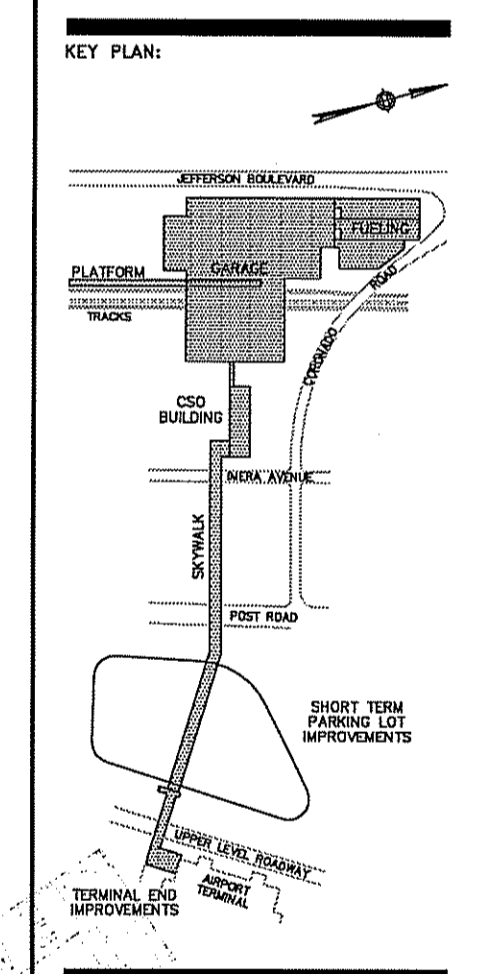 KEY PLAN:
JEFFERSON BOULEVARD
FUELING
PLATFORM
GARAGE
CORONADO ROAD
TRACKS
CSO
BUILDING
IMERA AVENUE
SKYWALK
POST ROAD
SHORT TERM
PARKING LOT
IMPROVEMENTS
UPPER LEVEL ROADWAY
AIRPORT
TERMINAL
TERMINAL END
IMPROVEMENTS